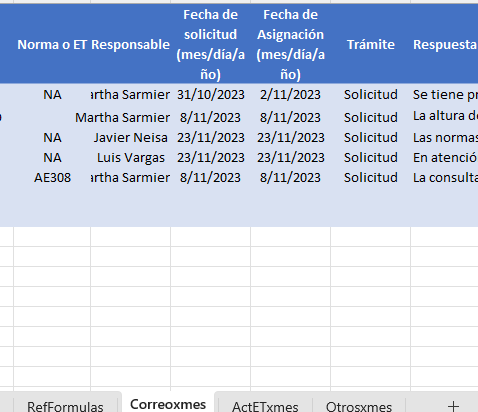 Norma o ET Responsable Fecha de solicitud (mes/día/a ño) Fecha de Asignación (mes/día/a ño) Trámite Respuesta
NA rtha Sarmier 31/10/2023 2/11/2023 Solicitud Se tiene pr
Martha Sarmier 8/11/2023 8/11/2023 Solicitud La altura de
NA Javier Neisa 23/11/2023 23/11/2023 Solicitud Las normas
NA Luis Vargas 23/11/2023 23/11/2023 Solicitud En atenció
AE308 rtha Sarmier 8/11/2023 8/11/2023 Solicitud La consulta
RefFormulas Correoxmes ActETxmes Otrosxmes +